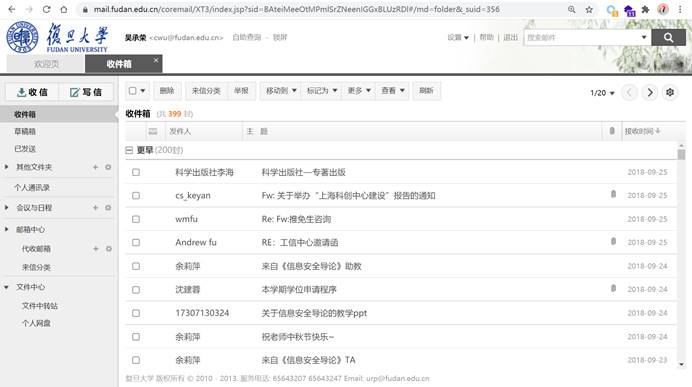 mail.fudan.edu.cn/coremail/XT3/index.jsp?sid=BAteiMeeOtMPmlSrZNeenIGGxBLUzRDl#/md=folder&_suid=356
復旦大學
FUDAN UNIVERSITY
吴承荣 <cwu@fudan.edu.cn> 自助查询 · 锁屏
设置 | 帮助 | 退出 搜索邮件
欢迎页 收件箱 ×
收信 写信
删除 来信分类 举报 移动到 标记为 更多 查看 刷新 1/20
收件箱
收件箱 (共 399 封)
草稿箱
发件人 主 题 接收时间
已发送
更早(200封)
其他文件夹
科学出版社李海 科学出版社—专著出版 2018-09-25
个人通讯录
cs_keyan Fw: 关于举办“上海科创中心建设”报告的通知 2018-09-25
会议与日程
wmfu Re: Fw:推免生咨询 2018-09-25
邮箱中心
Andrew fu RE：工信中心邀请函 2018-09-25
代收邮箱
来信分类
余莉萍 来自《信息安全导论》助教 2018-09-24
文件中心
沈建蓉 本学期学位申请程序 2018-09-24
文件中转站
17307130324 关于信息安全导论的教学ppt 2018-09-24
个人网盘
余莉萍 祝老师中秋节快乐~ 2018-09-24
余莉萍 来自《信息安全导论》TA 2018-09-23
复旦大学 版权所有 © 2010 - 2013. 服务电话: 65643207 65643247 Email: urp@fudan.edu.cn